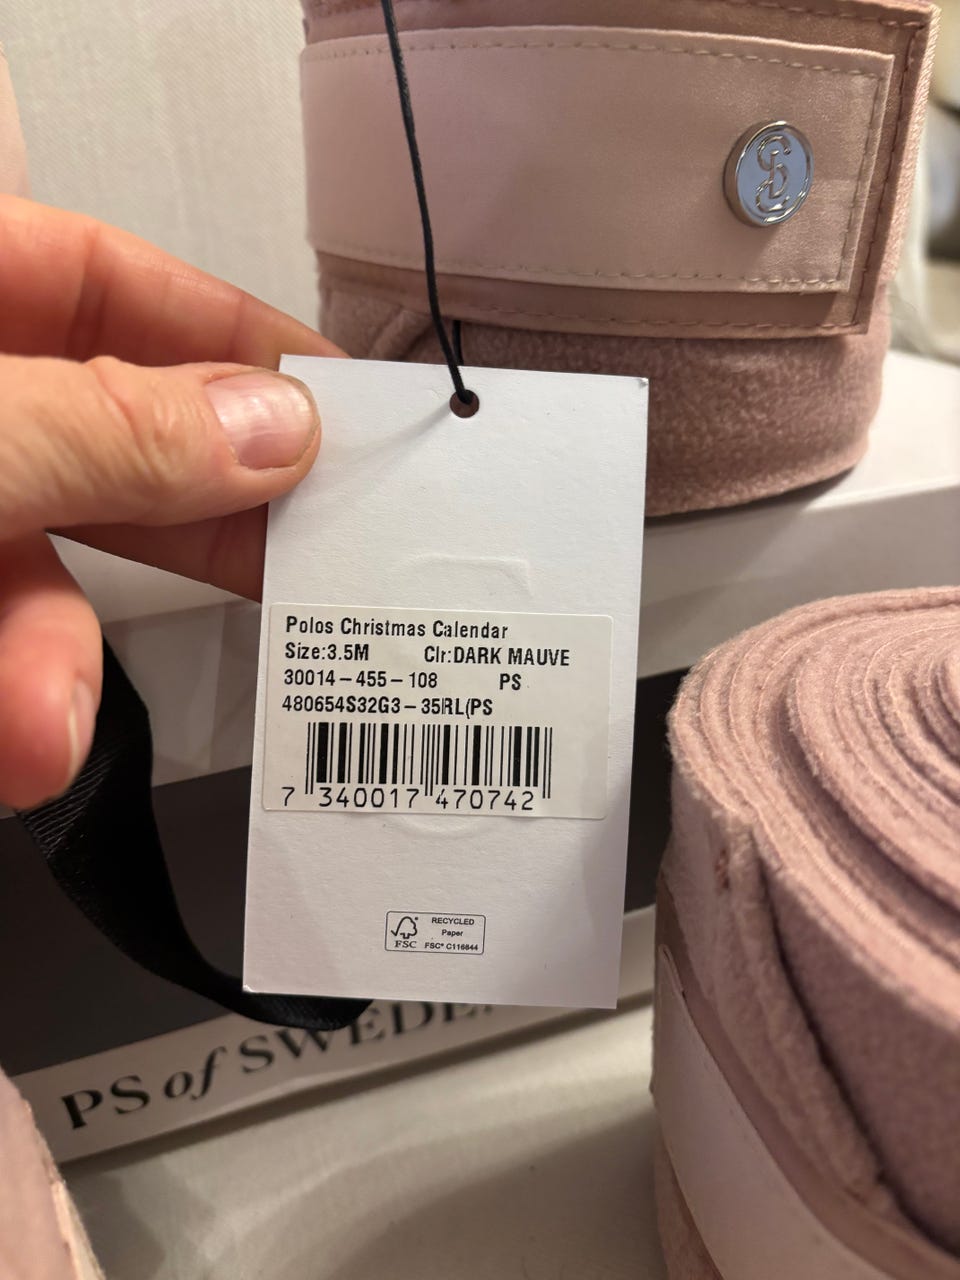 Polos Christmas Calendar
Size:3.5M Clr:DARK MAUVE
30014-455-108 PS
480654S32G3-35RL(PS
7 340017 470742
FSC
RECYCLED
Paper
FSC® C116844
PS of SWEDEN